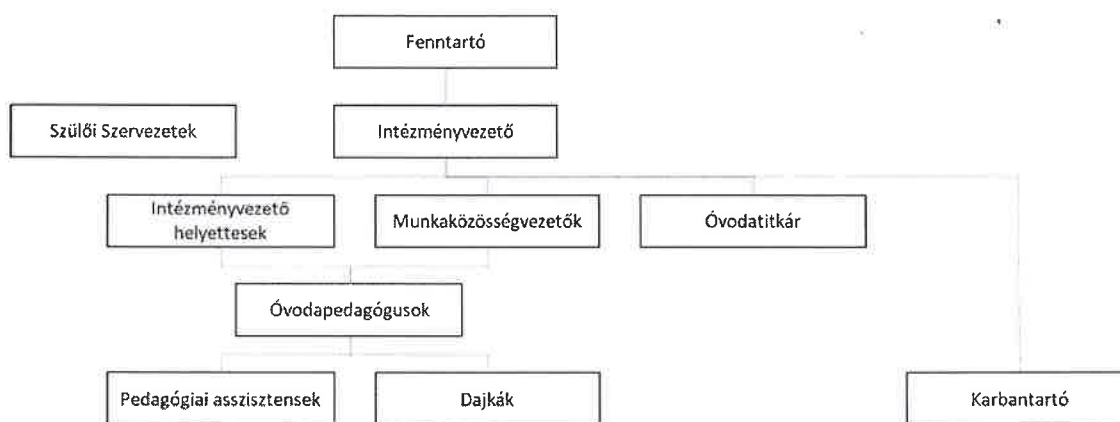 Fenntartó
Szülői Szervezetek
Intézményvezető
Intézményvezető
helyettesek
Munkaközösségvezetők
Óvodatitkár
Óvodapedagógusok
Pedagógiai asszisztensek
Dajkák
Karbantartó